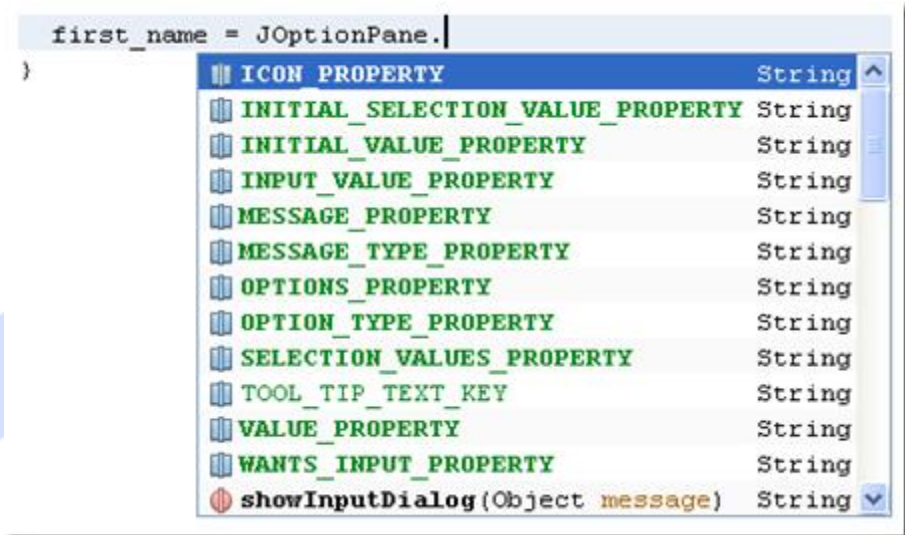 first_name = JOptionPane.
}
ICON_PROPERTY String
INITIAL_SELECTION_VALUE_PROPERTY String
INITIAL_VALUE_PROPERTY String
INPUT_VALUE_PROPERTY String
MESSAGE_PROPERTY String
MESSAGE_TYPE_PROPERTY String
OPTIONS_PROPERTY String
OPTION_TYPE_PROPERTY String
SELECTION_VALUES_PROPERTY String
TOOL_TIP_TEXT_KEY String
VALUE_PROPERTY String
WANTS_INPUT_PROPERTY String
showInputDialog(Object message) String